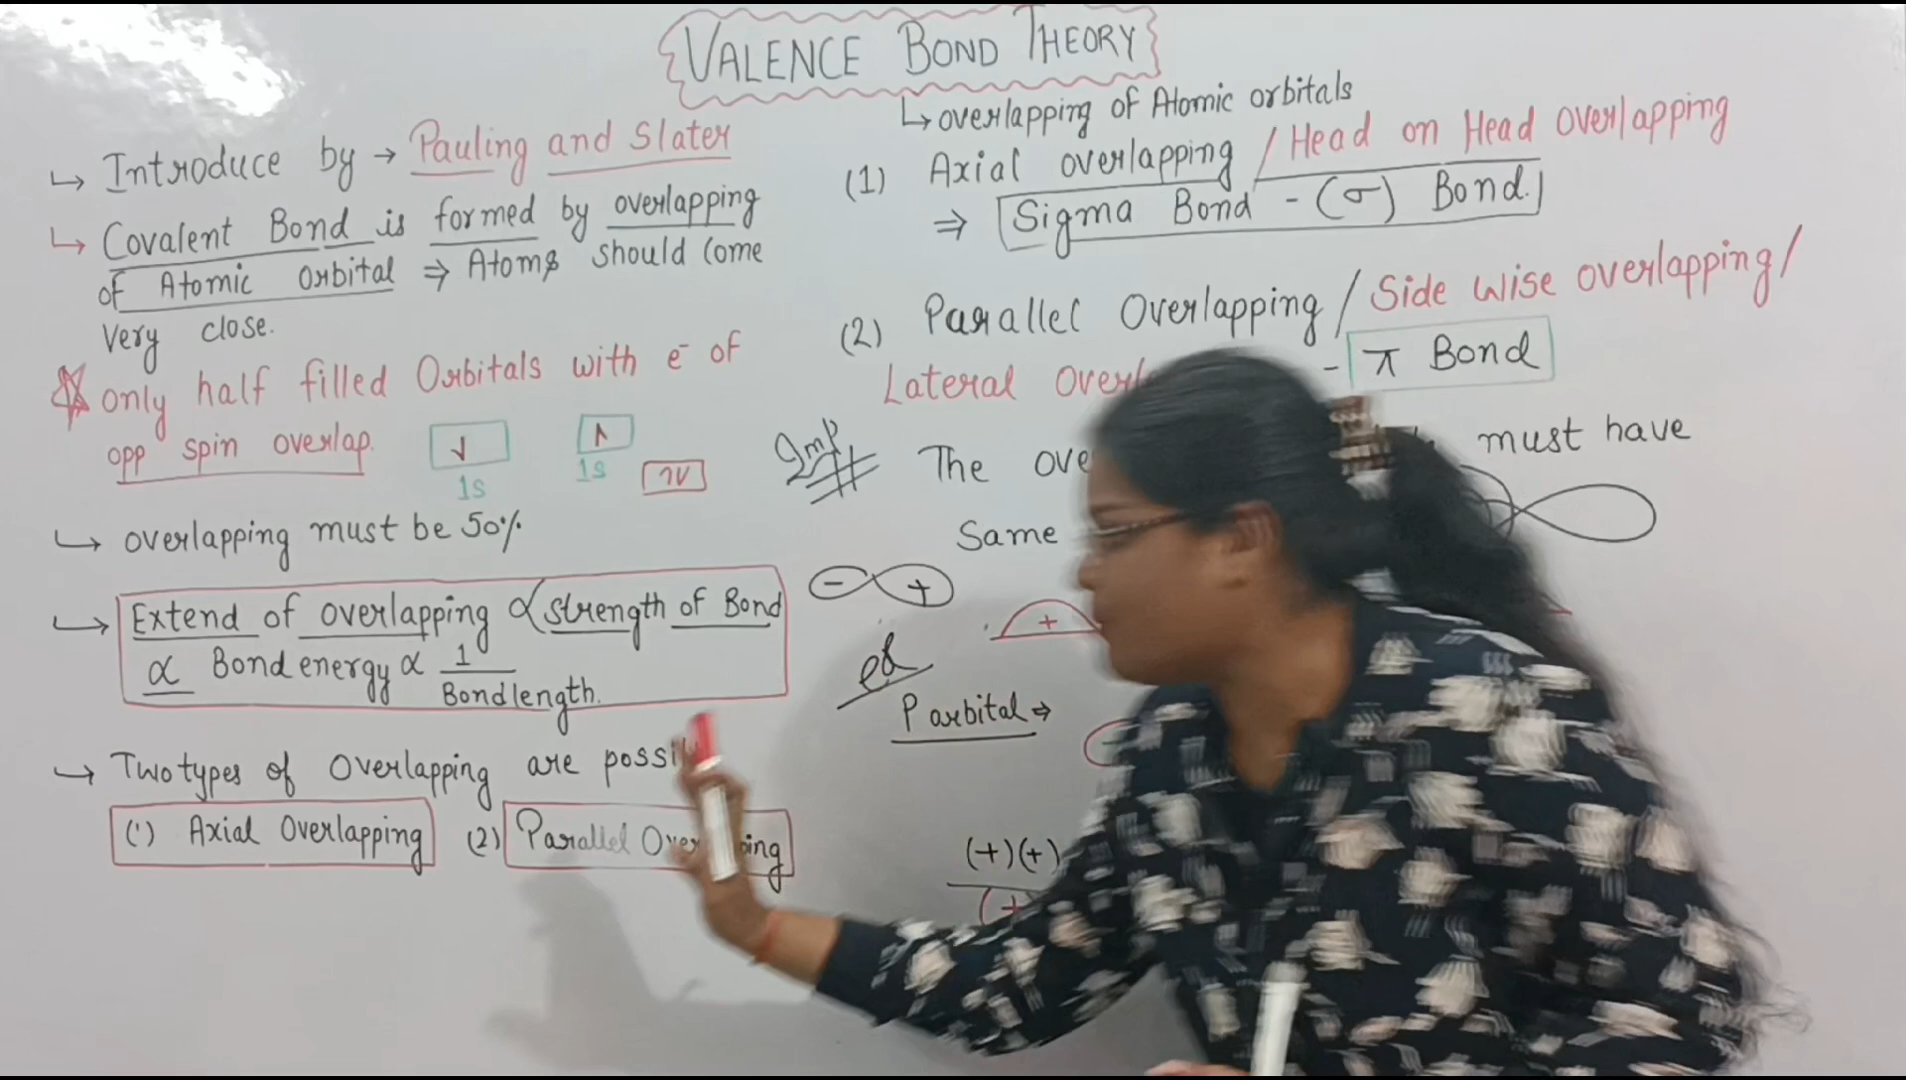 VALENCE BOND THEORY
↳ Introduce by → Pauling and Slater
↳ Covalent Bond is formed by overlapping
of Atomic orbital ⇒ Atoms should come
very close.
only half filled Orbitals with e⁻ of
opp spin overlap.
1s 1s
↳ overlapping must be 50%
↳ Extend of overlapping ∝ strength of Bond
∝ Bond energy ∝ 1/Bond length.
→ Two types of Overlapping are
(1) Axial Overlapping (2) Parallel
↳ overlapping of Atomic orbitals
(1) Axial overlapping / Head on Head overlapping
⇒ Sigma Bond - (σ) Bond.
(2) Parallel Overlapping / Side wise overlapping /
Lateral - π Bond
Imp # The must have
Same
- +
+
P orbital ⇒
(+)(+)
(+)